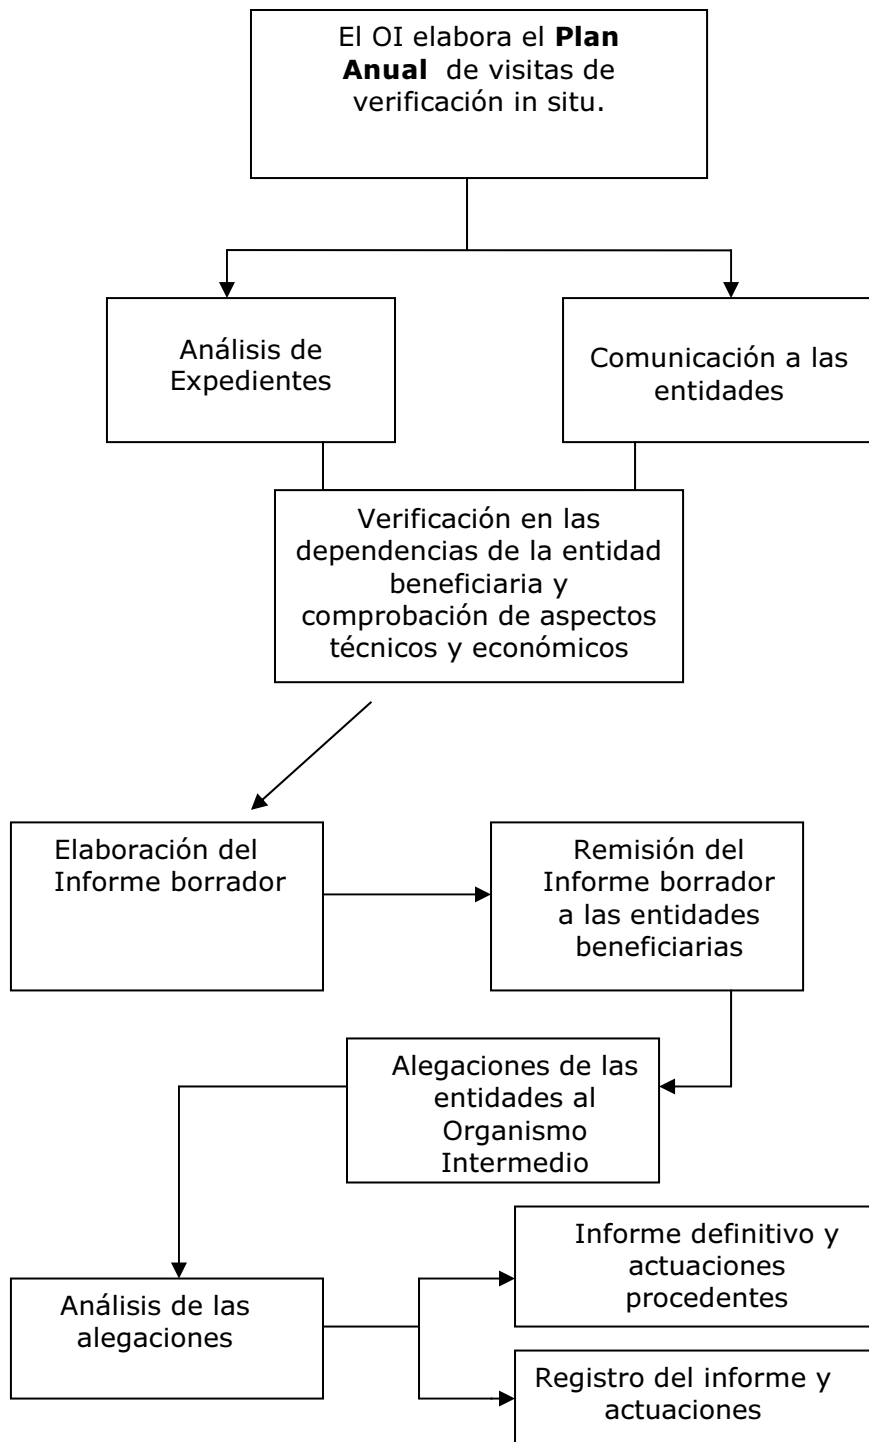 El OI elabora el Plan
Anual de visitas de
verificación in situ.
Análisis de
Expedientes
Comunicación a las
entidades
Verificación en las
dependencias de la entidad
beneficiaria y
comprobación de aspectos
técnicos y económicos
Elaboración del
Informe borrador
Remisión del
Informe borrador
a las entidades
beneficiarias
Alegaciones de las
entidades al
Organismo
Intermedio
Informe definitivo y
actuaciones
procedentes
Análisis de las
alegaciones
Registro del informe y
actuaciones